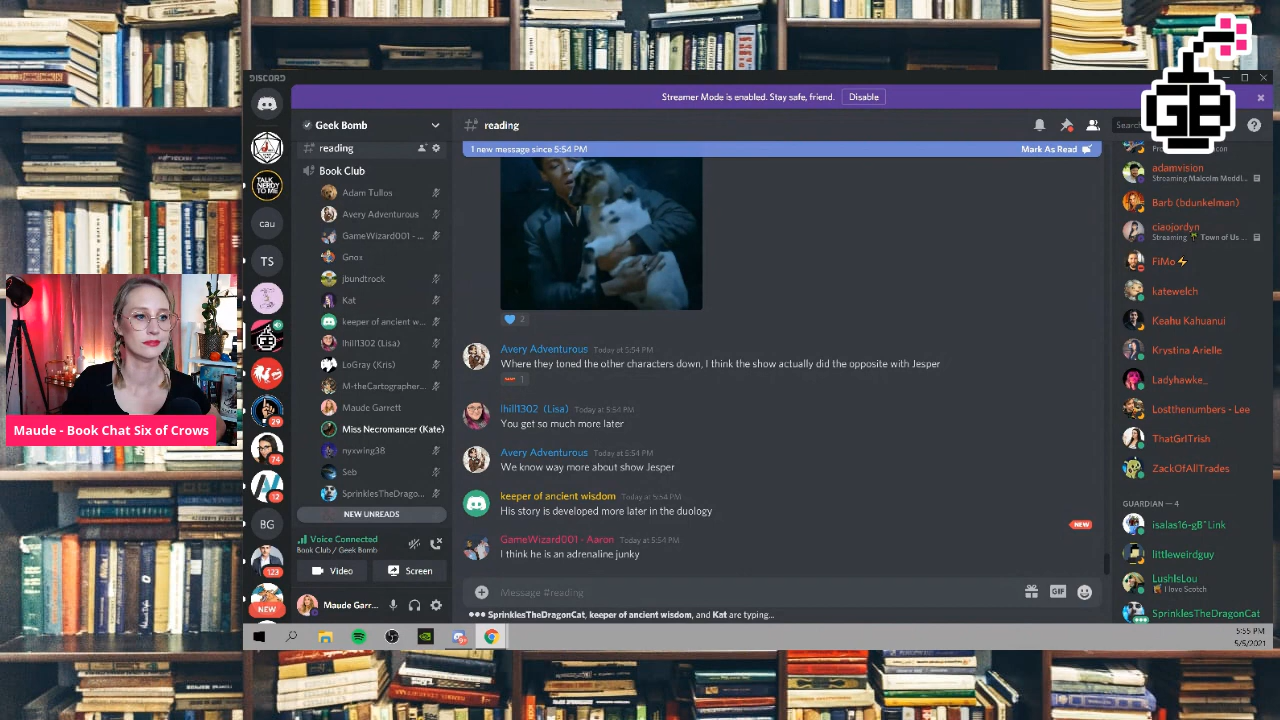 DISCORD
Streamer Mode is enabled. Stay safe, friend.
Disable
GB
Geek Bomb
reading
Search
reading
1 new message since 5:54 PM
Mark As Read
Book Club
Adam Tullos
Avery Adventurous
GameWizard001 - ...
Gnox
jbundtrock
Kat
keeper of ancient w...
lhill1302 (Lisa)
LoGray (Kris)
M-theCartographer...
Maude Garrett
Miss Necromancer (Kate)
nyxwing38
Seb
SprinklesTheDrago...
NEW UNREADS
Voice Connected
Book Club / Geek Bomb
Video
Screen
Maude Garr...
TALK NERDY TO ME
cau
TS
29
74
12
BG
123
NEW
2
Avery Adventurous Today at 5:54 PM
Where they toned the other characters down, I think the show actually did the opposite with Jesper
1
lhill1302 (Lisa) Today at 5:54 PM
You get so much more later
Avery Adventurous Today at 5:54 PM
We know way more about show Jesper
keeper of ancient wisdom Today at 5:54 PM
His story is developed more later in the duology
NEW
GameWizard001 - Aaron Today at 5:54 PM
I think he is an adrenaline junky
Message #reading
GIF
SprinklesTheDragonCat, keeper of ancient wisdom, and Kat are typing...
adamvision
Streaming Malcolm Meddl...
Barb (bdunkelman)
ciaojordyn
Streaming Town of Us ...
FiMo
katewelch
Keahu Kahuanui
Krystina Arielle
Ladyhawke_
Lostthenumbers - Lee
ThatGrlTrish
ZackOfAllTrades
GUARDIAN — 4
isalas16-gB*Link
littleweirdguy
LushIsLou
I love Scotch
SprinklesTheDragonCat
5:55 PM
5/5/2021
Maude - Book Chat Six of Crows